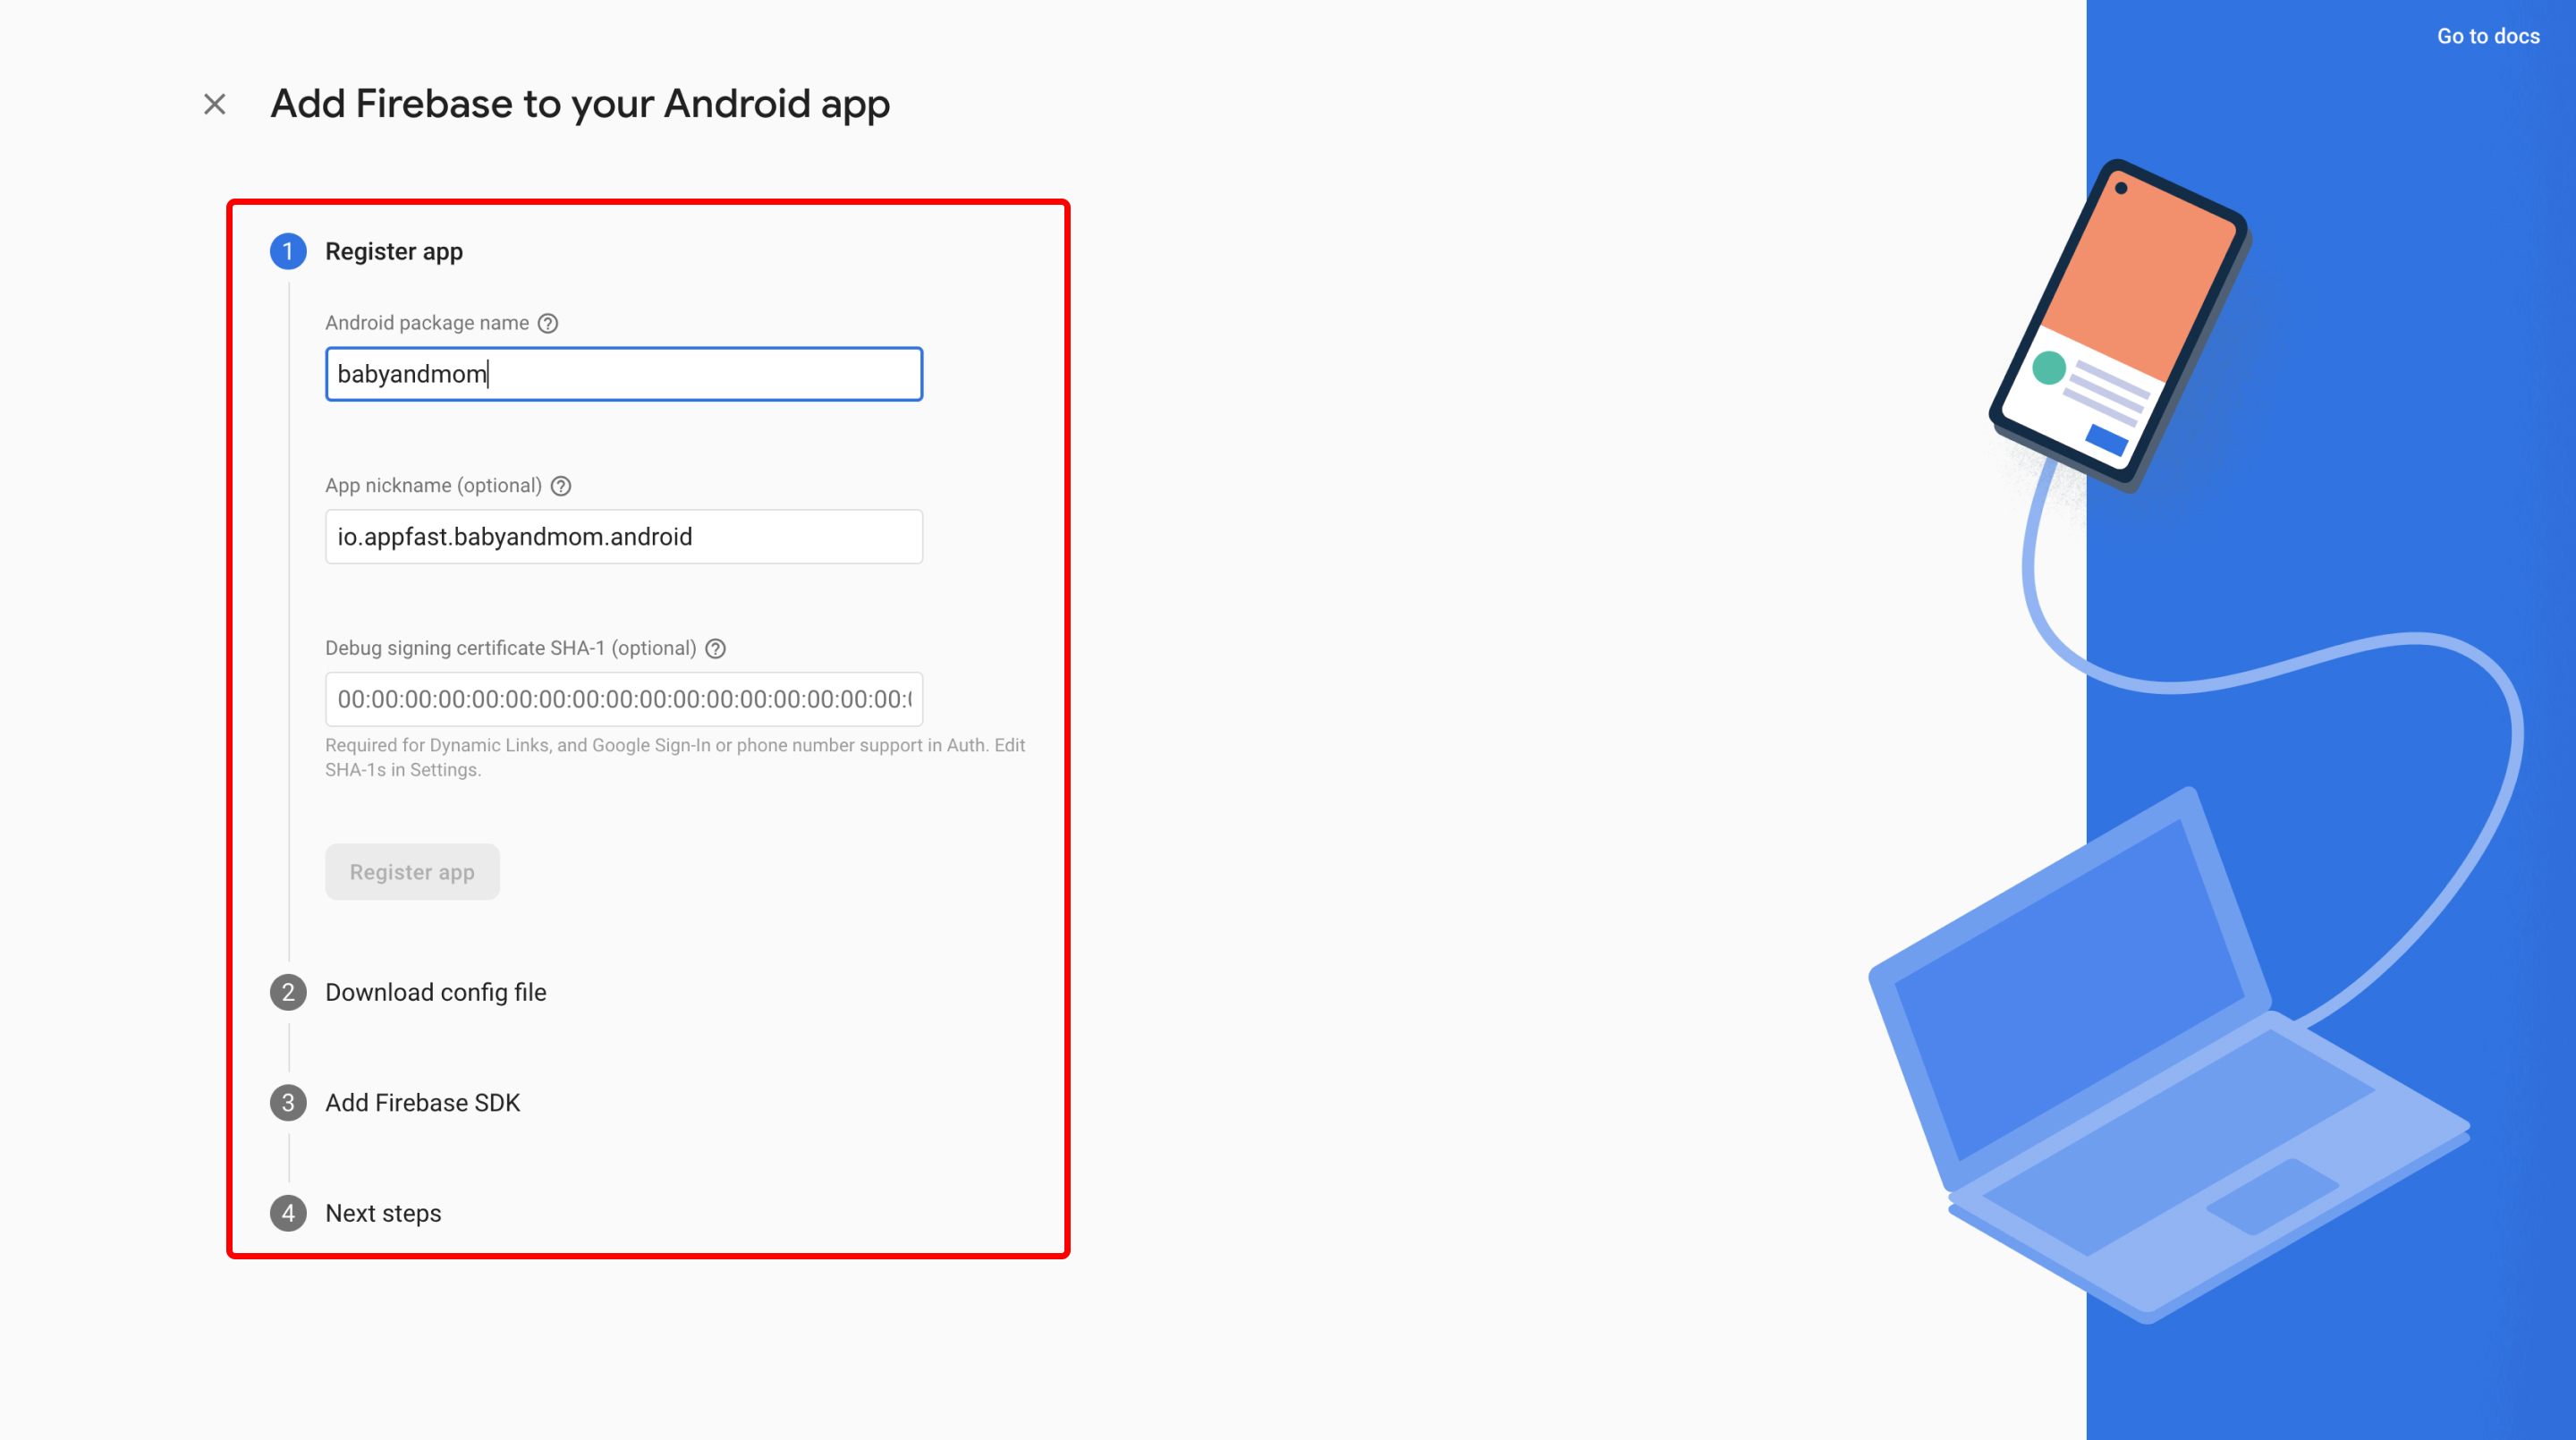 Go to docs
Add Firebase to your Android app
1 Register app
Android package name
babyandmom
App nickname (optional)
io.appfast.babyandmom.android
Debug signing certificate SHA-1 (optional)
00:00:00:00:00:00:00:00:00:00:00:00:00:00:00:00:00:
Required for Dynamic Links, and Google Sign-In or phone number support in Auth. Edit
SHA-1s in Settings.
Register app
2 Download config file
3 Add Firebase SDK
4 Next steps